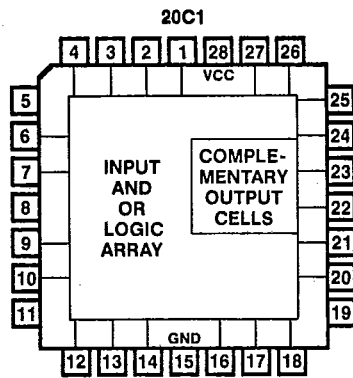 20C1
4 3 2 1 28 27 26
VCC
5 25
6 24
7 23
8 22
9 21
10 20
11 19
INPUT
AND
OR
LOGIC
ARRAY
COMPLE-
MENTARY
OUTPUT
CELLS
GND
12 13 14 15 16 17 18